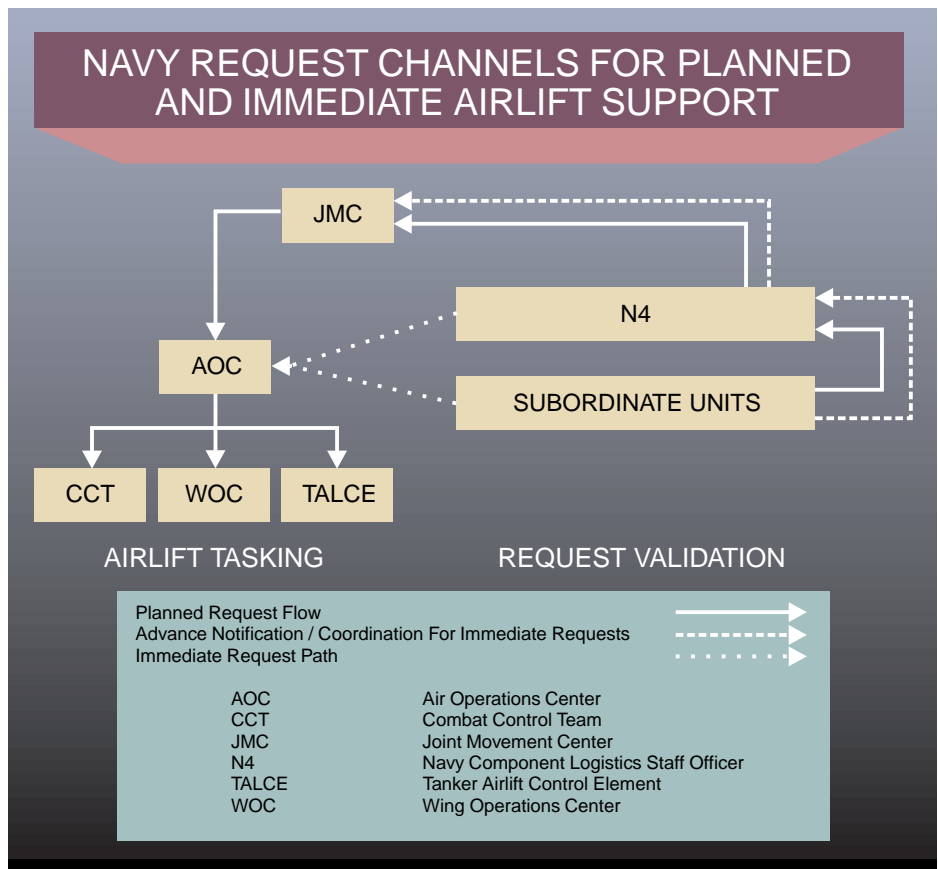 NAVY REQUEST CHANNELS FOR PLANNED
AND IMMEDIATE AIRLIFT SUPPORT
JMC
N4
AOC
SUBORDINATE UNITS
CCT
WOC
TALCE
AIRLIFT TASKING
REQUEST VALIDATION
Planned Request Flow
Advance Notification / Coordination For Immediate Requests
Immediate Request Path
AOC Air Operations Center
CCT Combat Control Team
JMC Joint Movement Center
N4 Navy Component Logistics Staff Officer
TALCE Tanker Airlift Control Element
WOC Wing Operations Center